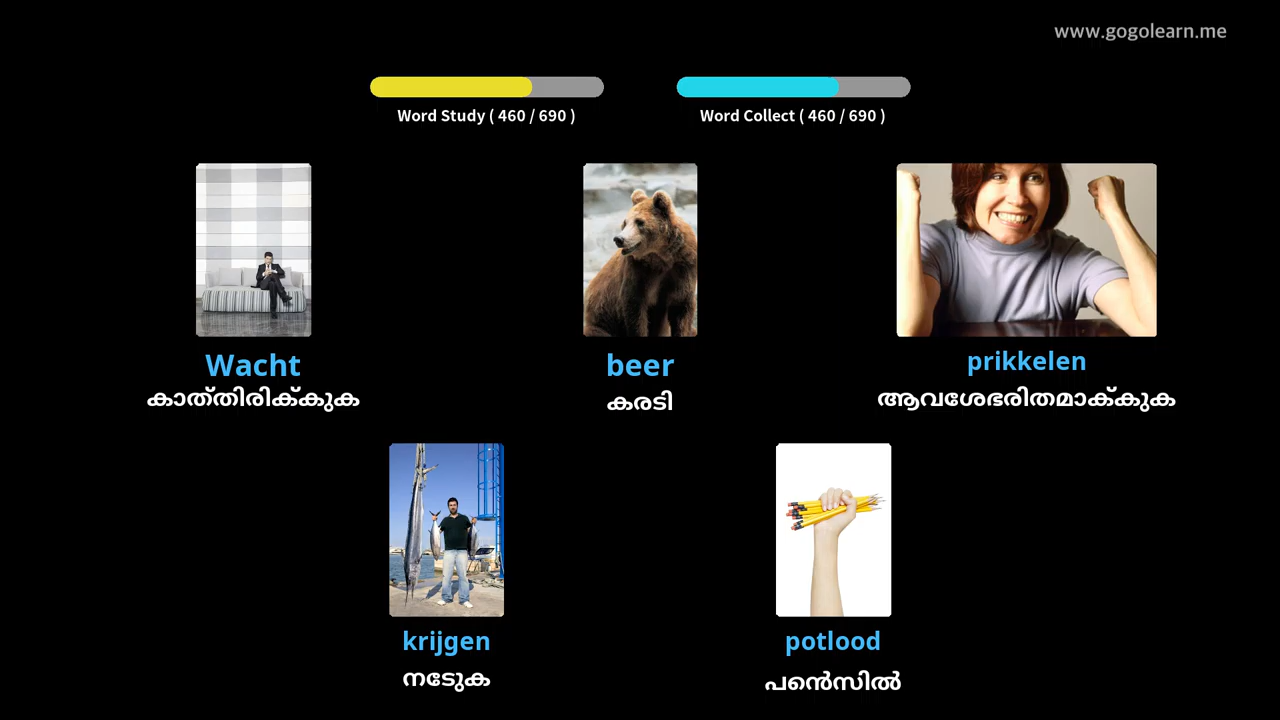 www.gogolearn.me
Word Study ( 460 / 690 )
Word Collect ( 460 / 690 )
Wacht
കാത്തിരിക്കുക
beer
കരടി
prikkelen
ആവശേഭരിതമാക്കുക
krijgen
നടേുക
potlood
പൻെസിൽ